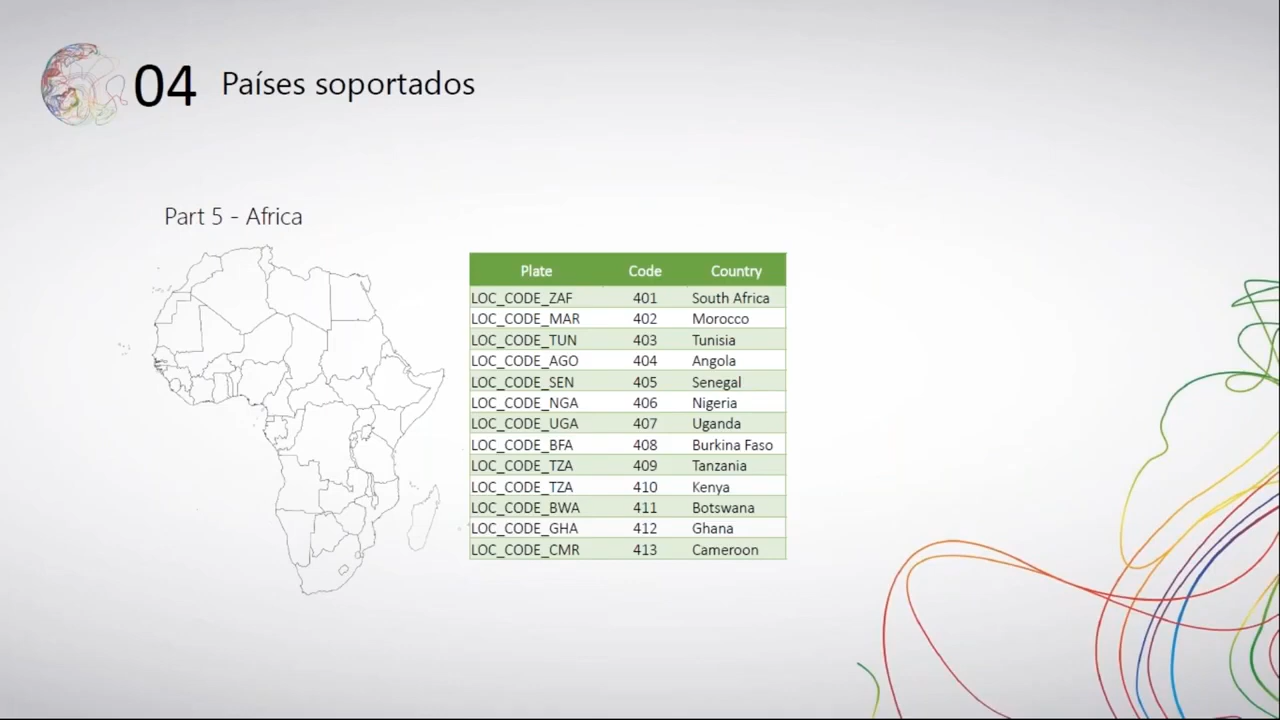 04 Países soportados
Part 5 - Africa
Plate Code Country
LOC_CODE_ZAF 401 South Africa
LOC_CODE_MAR 402 Morocco
LOC_CODE_TUN 403 Tunisia
LOC_CODE_AGO 404 Angola
LOC_CODE_SEN 405 Senegal
LOC_CODE_NGA 406 Nigeria
LOC_CODE_UGA 407 Uganda
LOC_CODE_BFA 408 Burkina Faso
LOC_CODE_TZA 409 Tanzania
LOC_CODE_TZA 410 Kenya
LOC_CODE_BWA 411 Botswana
LOC_CODE_GHA 412 Ghana
LOC_CODE_CMR 413 Cameroon